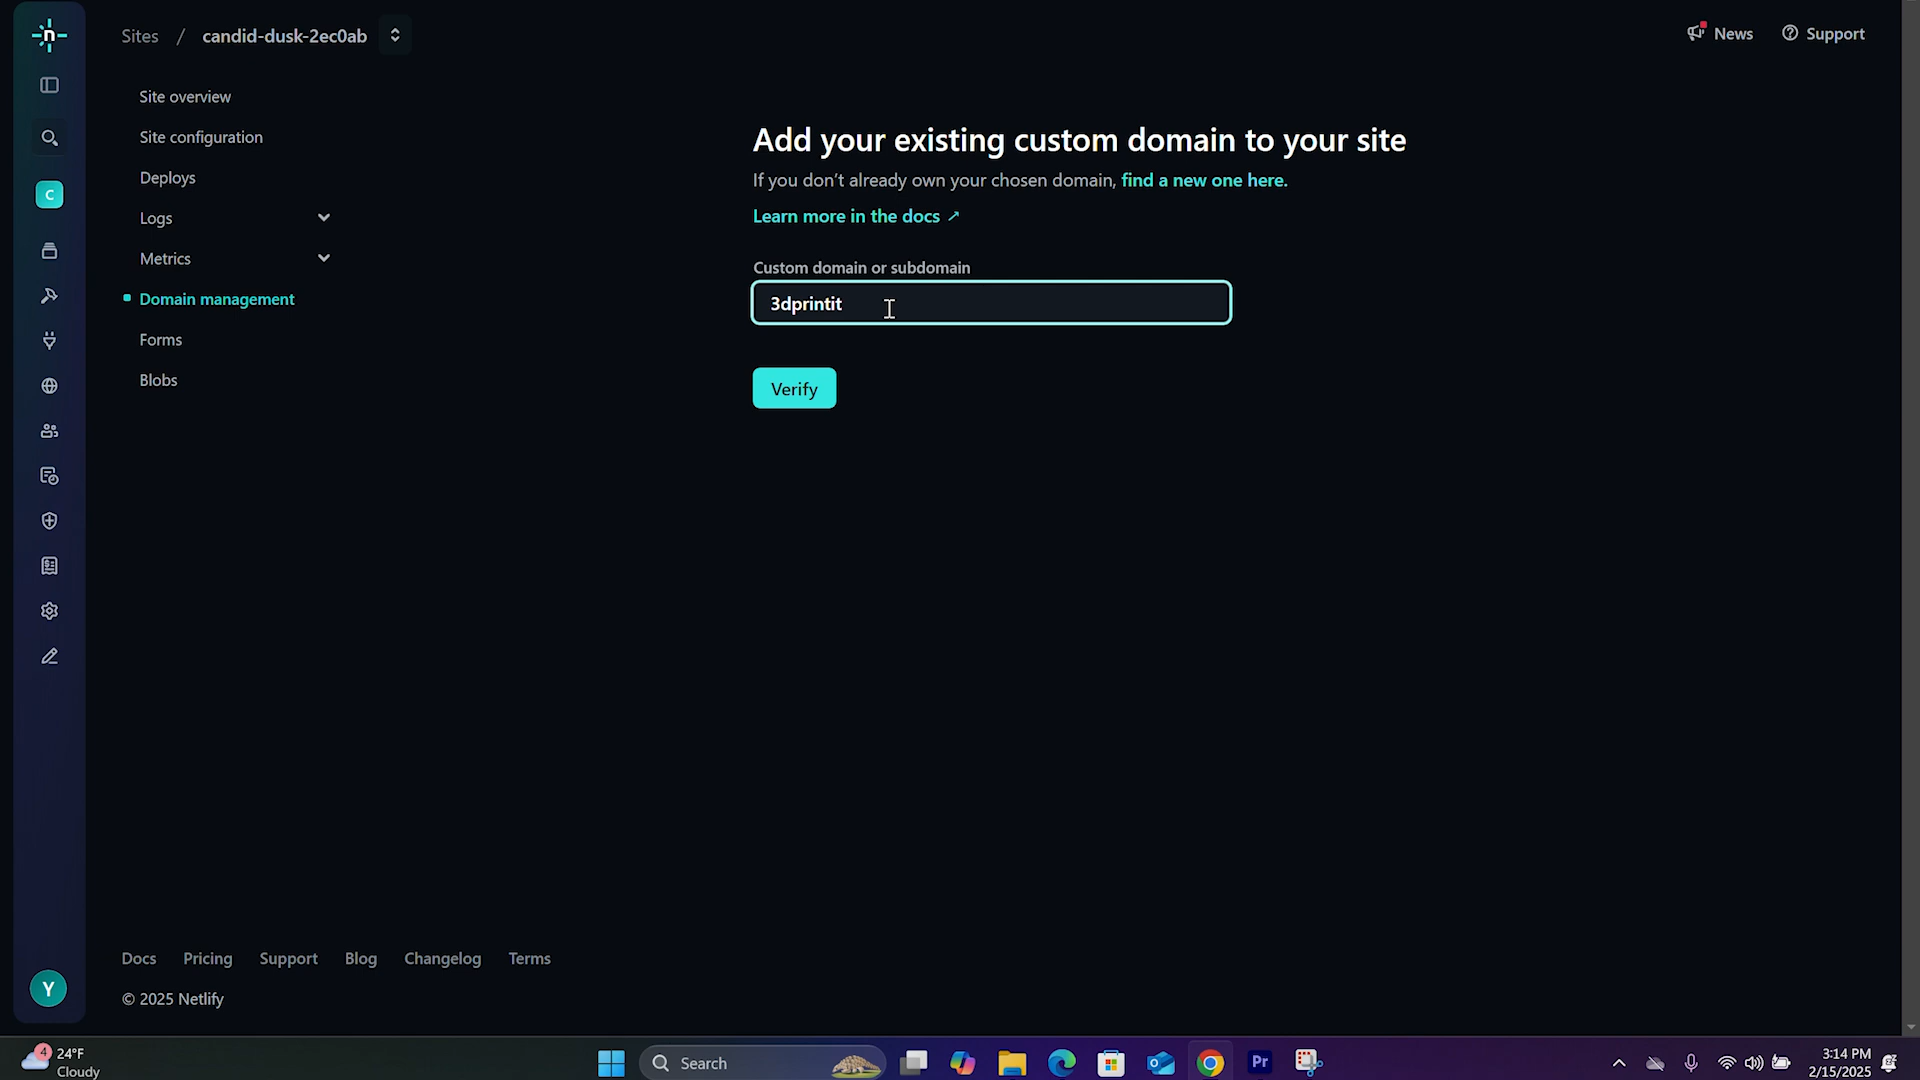 Sites / candid-dusk-2ec0ab
News
Support
Site overview
Site configuration
Deploys
Logs
Metrics
Domain management
Forms
Blobs
C
Add your existing custom domain to your site
If you don't already own your chosen domain, find a new one here.
Learn more in the docs ↗
Custom domain or subdomain
3dprintit
Verify
Docs Pricing Support Blog Changelog Terms
© 2025 Netlify
Y
4
24°F
Cloudy
Search
Pr
3:14 PM
2/15/2025